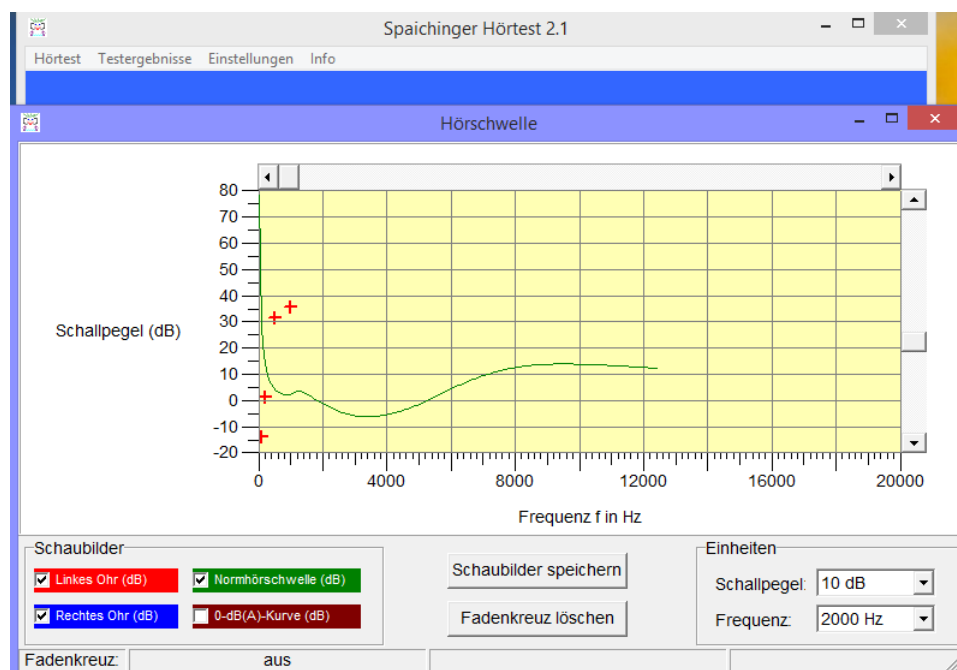 Spaichinger Hörtest 2.1
Hörtest Testergebnisse Einstellungen Info
Hörschwelle
80
70
60
50
40
30
20
10
0
-10
-20
Schallpegel (dB)
0 4000 8000 12000 16000 20000
Frequenz f in Hz
Schaubilder
Linkes Ohr (dB) Normhörschwelle (dB)
Rechtes Ohr (dB) 0-dB(A)-Kurve (dB)
Schaubilder speichern
Fadenkreuz löschen
Einheiten
Schallpegel: 10 dB
Frequenz: 2000 Hz
Fadenkreuz: aus